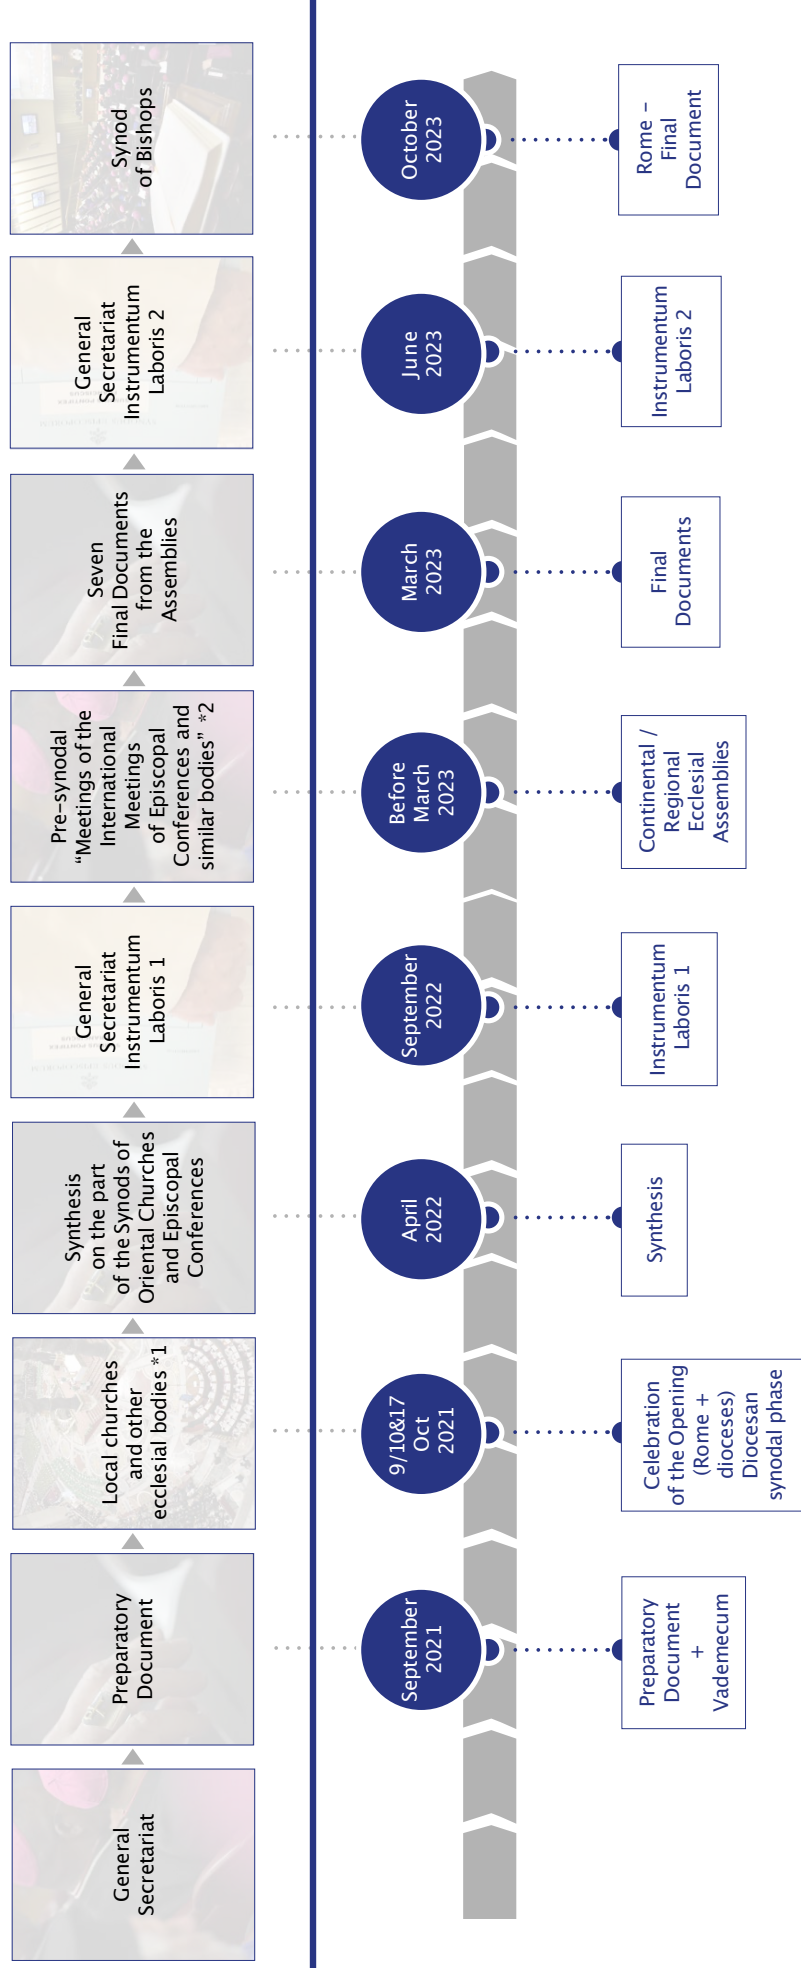 General
Secretariat
Preparatory
Document
Local churches
and other
ecclesial bodies *1
Synthesis
on the part
of the Synods of
Oriental Churches
and Episcopal
Conferences
General
Secretariat
Instrumentum
Laboris 1
Pre-synodal
“Meetings of the
International
Meetings
of Episcopal
Conferences and
similar bodies” *2
Seven
Final Documents
from the
Assemblies
General
Secretariat
Instrumentum
Laboris 2
Synod
of Bishops
September
2021
9/10&17
Oct
2021
April
2022
September
2022
Before
March
2023
March
2023
June
2023
October
2023
Preparatory
Document
+
Vademecum
Celebration
of the Opening
(Rome +
dioceses)
Diocesan
synodal phase
Synthesis
Instrumentum
Laboris 1
Continental /
Regional
Ecclesial
Assemblies
Final
Documents
Instrumentum
Laboris 2
Rome –
Final
Document